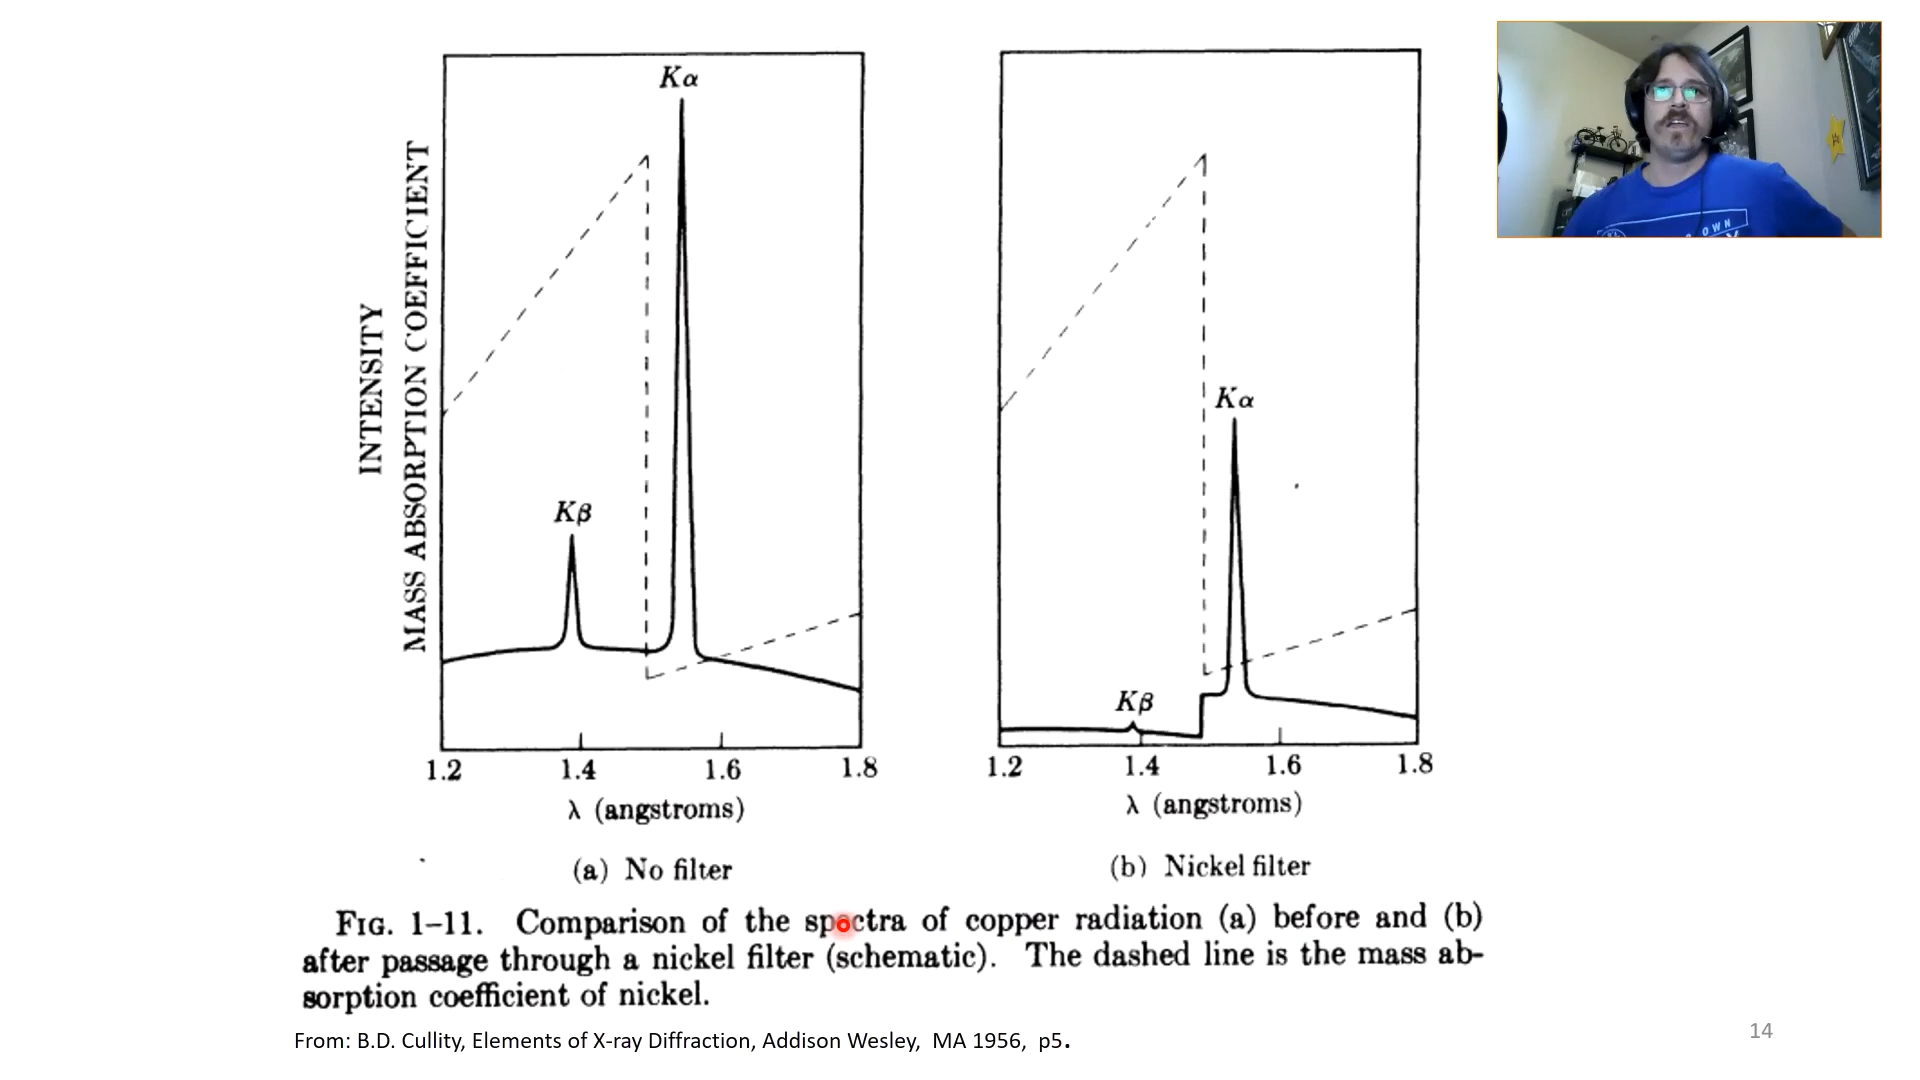 INTENSITY
MASS ABSORPTION COEFFICIENT
Kα
Kβ
1.2 1.4 1.6 1.8
λ (angstroms)
(a) No filter
Kα
Kβ
1.2 1.4 1.6 1.8
λ (angstroms)
(b) Nickel filter
FIG. 1–11. Comparison of the spectra of copper radiation (a) before and (b)
after passage through a nickel filter (schematic). The dashed line is the mass ab-
sorption coefficient of nickel.
From: B.D. Cullity, Elements of X-ray Diffraction, Addison Wesley, MA 1956, p5.
14